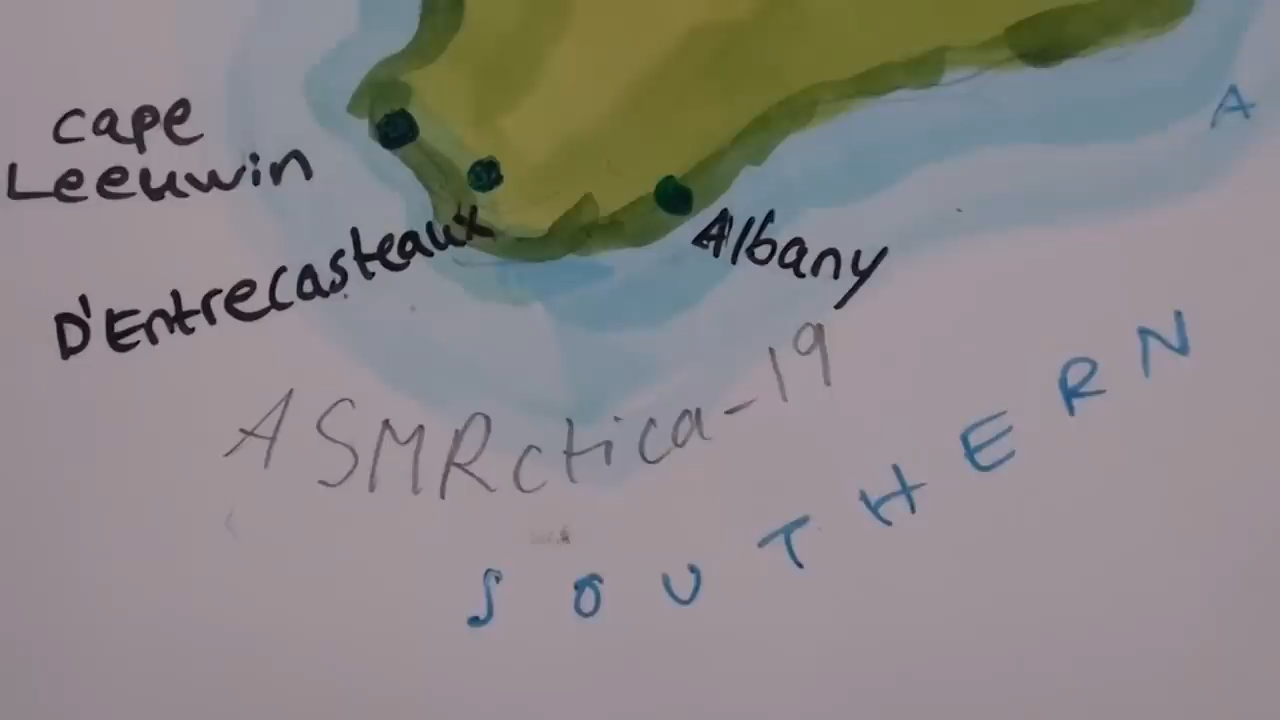 Cape
Leeuwin
D'Entrecasteaux
Albany
A
ASMRctica-19
SOUTHERN